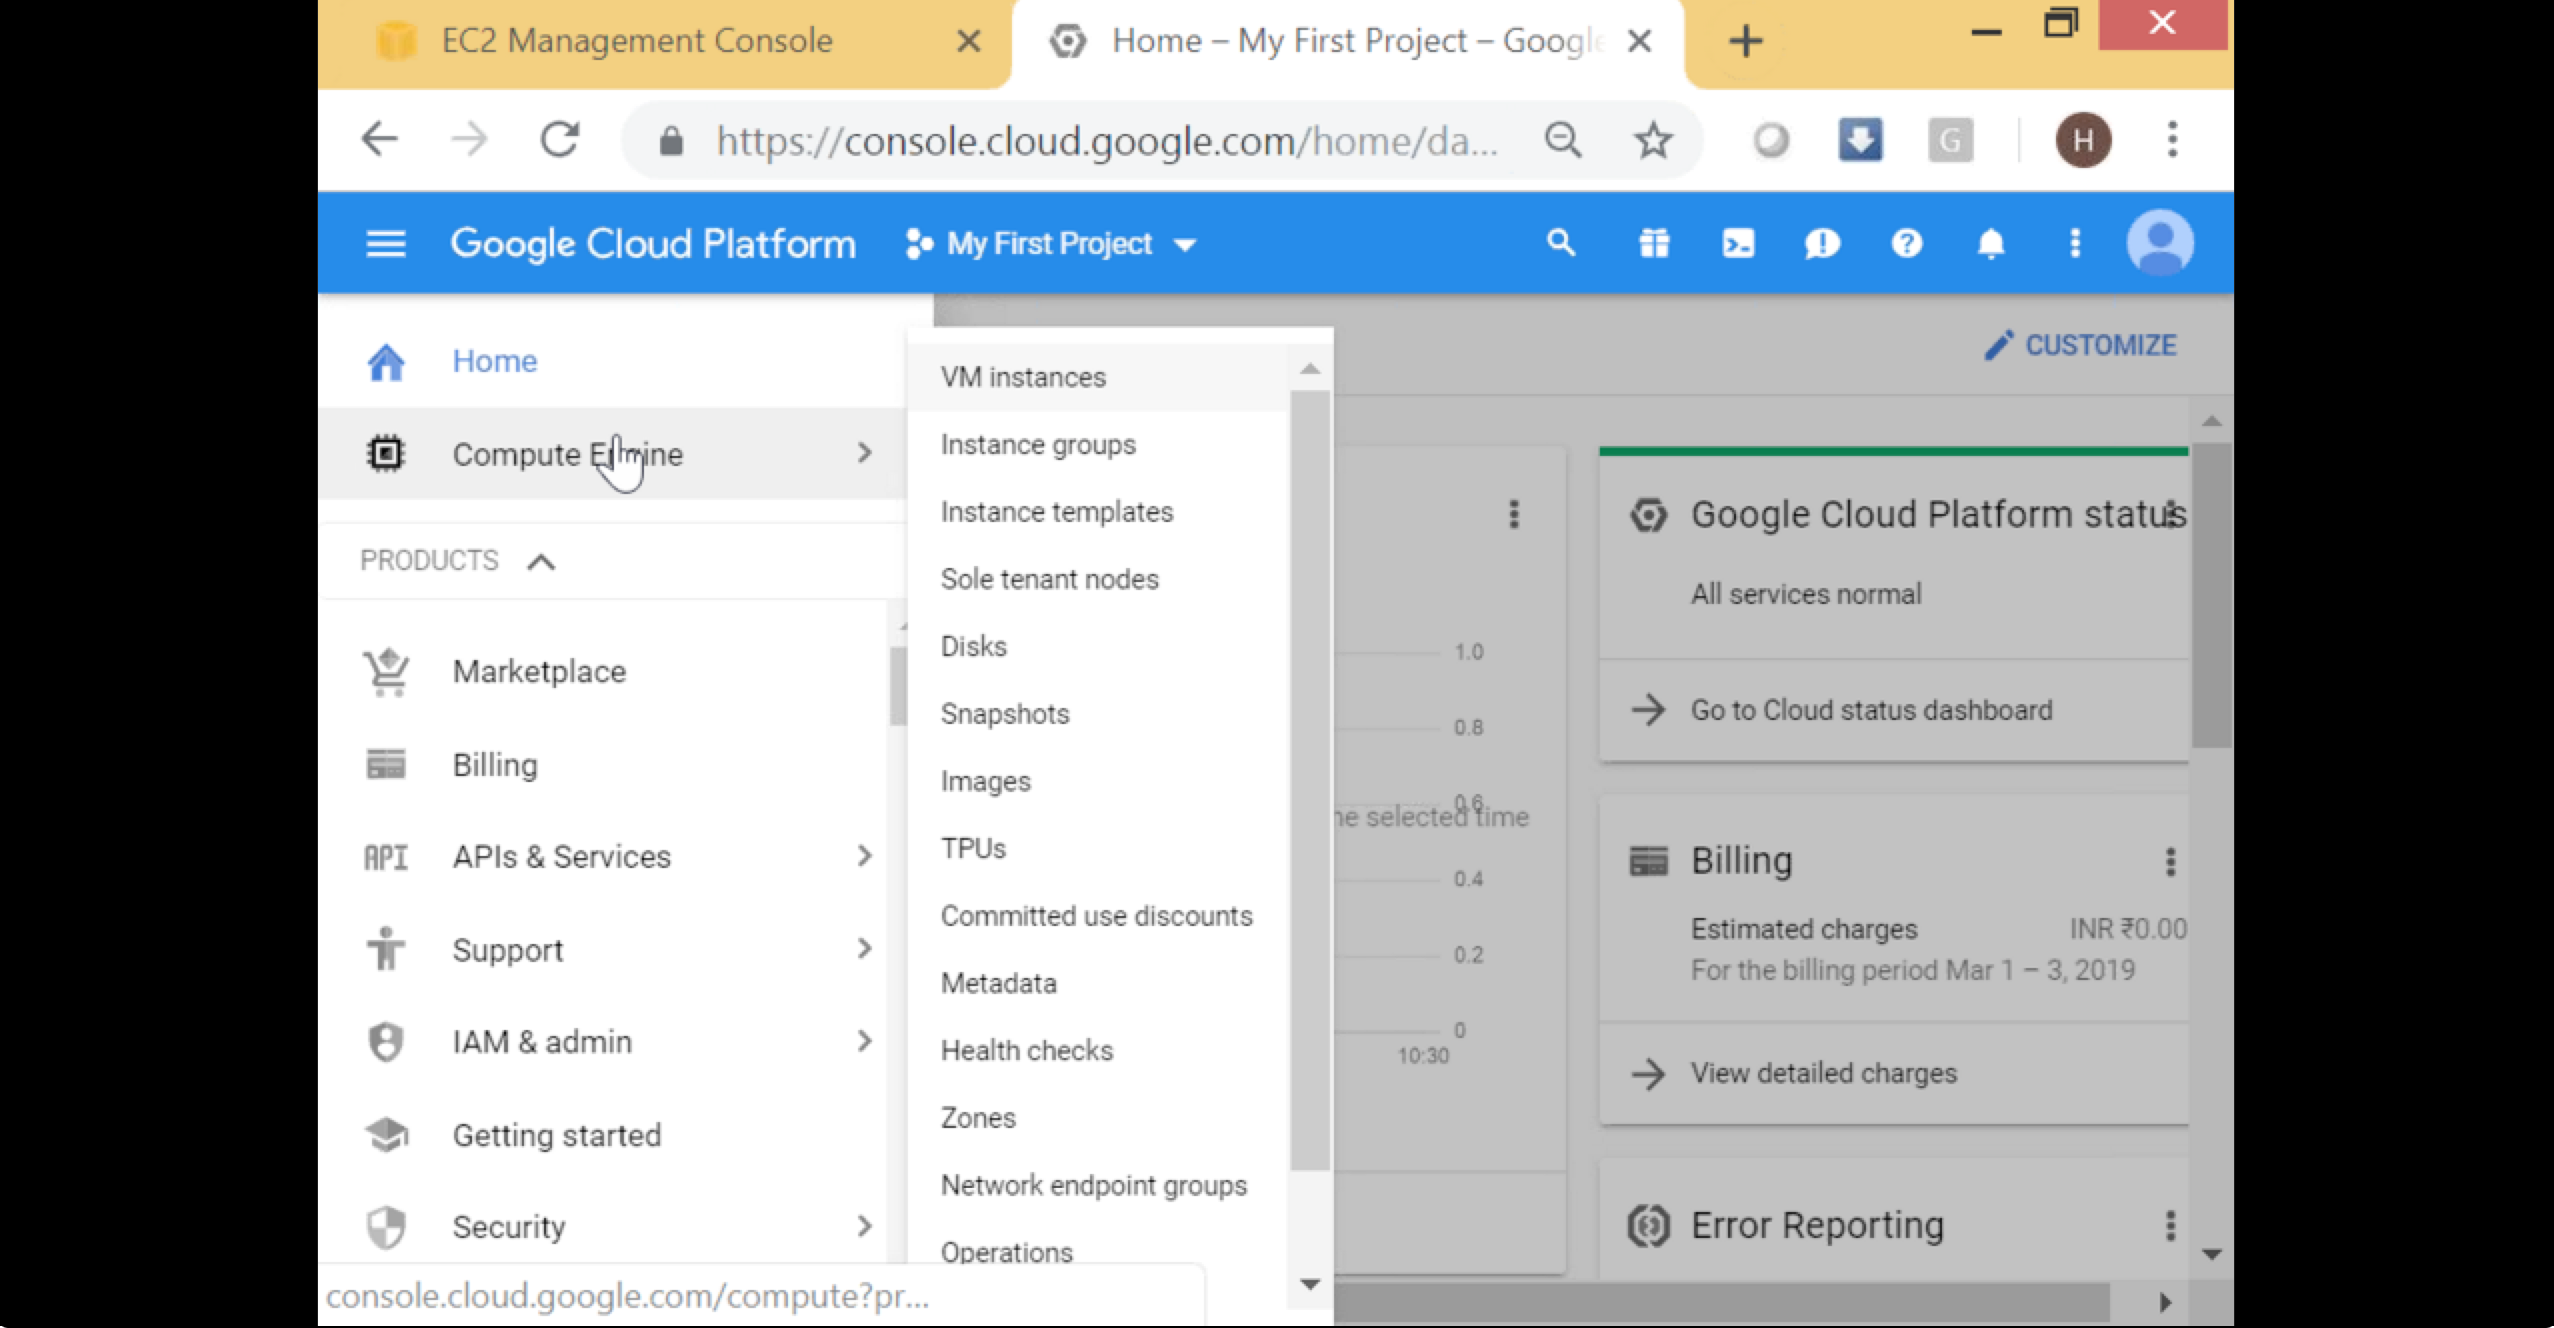 EC2 Management Console
Home – My First Project – Google
https://console.cloud.google.com/home/da...
G
H
Google Cloud Platform
My First Project
Home
Compute Engine
PRODUCTS
Marketplace
Billing
API
APIs & Services
Support
IAM & admin
Getting started
Security
console.cloud.google.com/compute?pr...
VM instances
Instance groups
Instance templates
Sole tenant nodes
Disks
Snapshots
Images
TPUs
Committed use discounts
Metadata
Health checks
Zones
Network endpoint groups
Operations
CUSTOMIZE
1.0
0.8
0.6
he selected time
0.4
0.2
0
10:30
Google Cloud Platform status
All services normal
Go to Cloud status dashboard
Billing
Estimated charges INR ₹0.00
For the billing period Mar 1 – 3, 2019
View detailed charges
Error Reporting